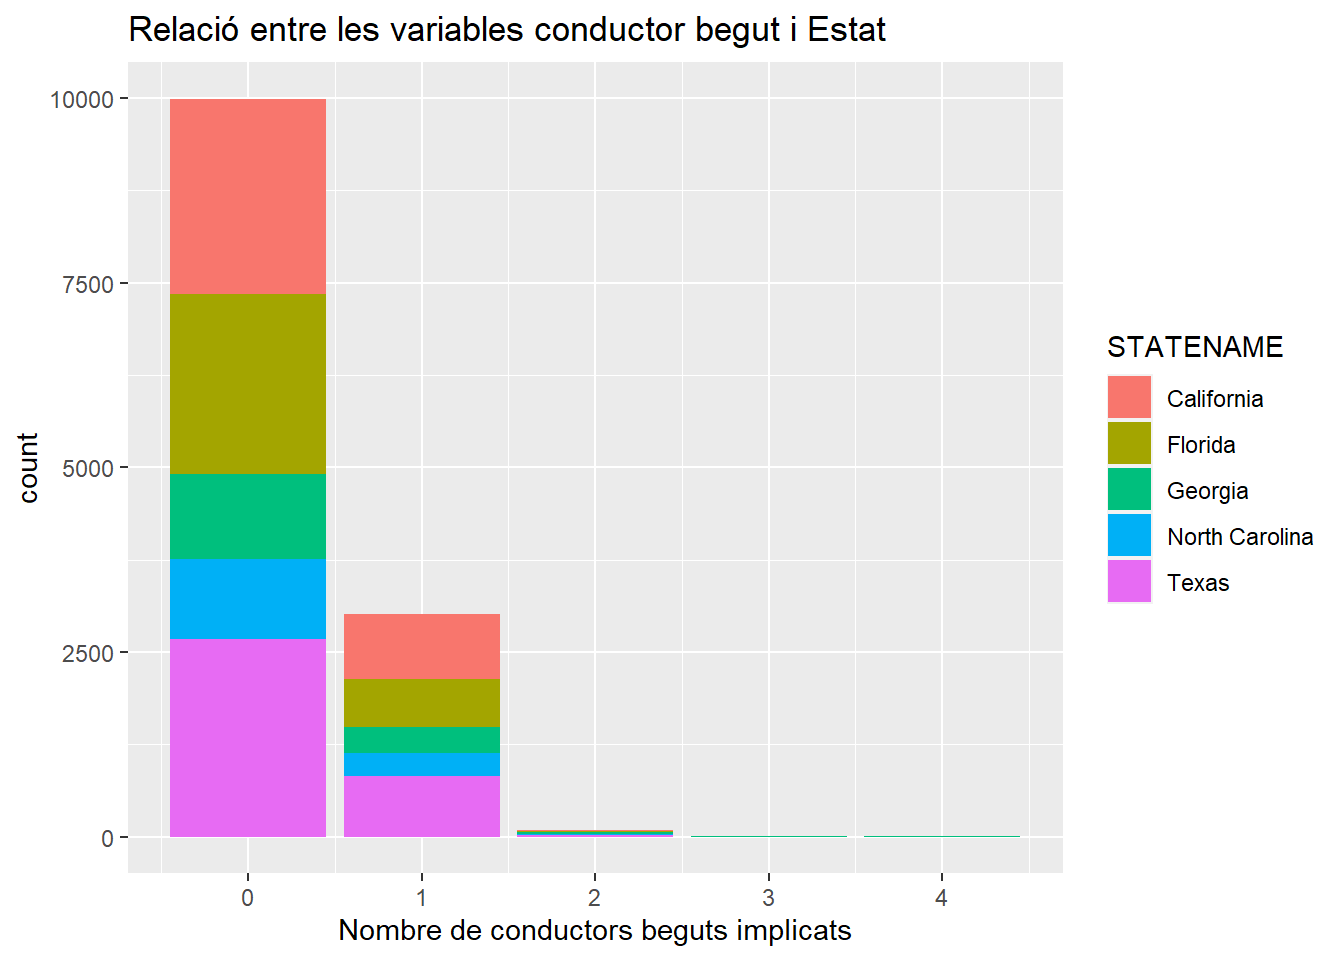 Relació entre les variables conductor begut i Estat
10000
7500
5000
2500
0
count
0 1 2 3 4
Nombre de conductors beguts implicats
STATENAME
California
Florida
Georgia
North Carolina
Texas